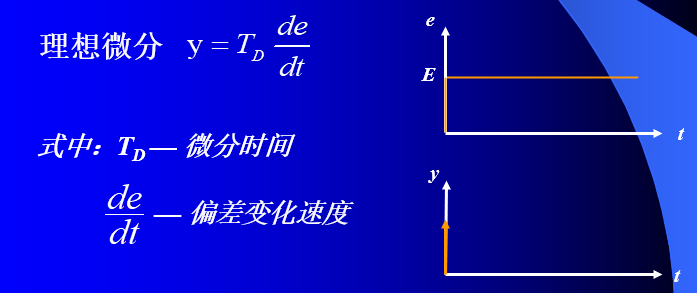 理想微分 y = T_D de/dt
式中：T_D — 微分时间
de/dt — 偏差变化速度
e
E
t
y
t